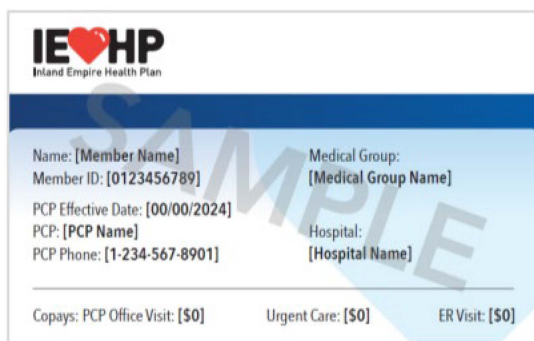 IEHP
Inland Empire Health Plan
SAMPLE
Name: [Member Name]
Member ID: [0123456789]
PCP Effective Date: [00/00/2024]
PCP: [PCP Name]
PCP Phone: [1-234-567-8901]
Medical Group:
[Medical Group Name]
Hospital:
[Hospital Name]
Copays: PCP Office Visit: [$0] Urgent Care: [$0] ER Visit: [$0]